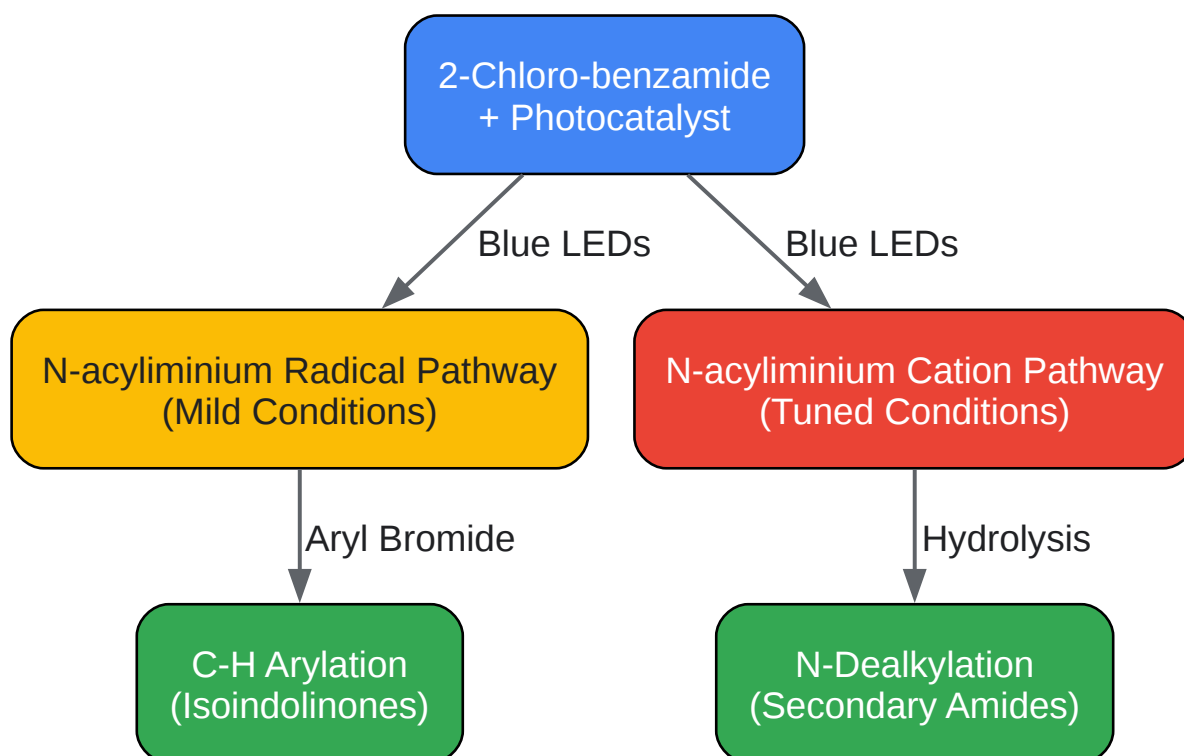 2-Chloro-benzamide
+ Photocatalyst
Blue LEDs
Blue LEDs
N-acyliminium Radical Pathway
(Mild Conditions)
N-acyliminium Cation Pathway
(Tuned Conditions)
Aryl Bromide
Hydrolysis
C-H Arylation
(Isoindolinones)
N-Dealkylation
(Secondary Amides)